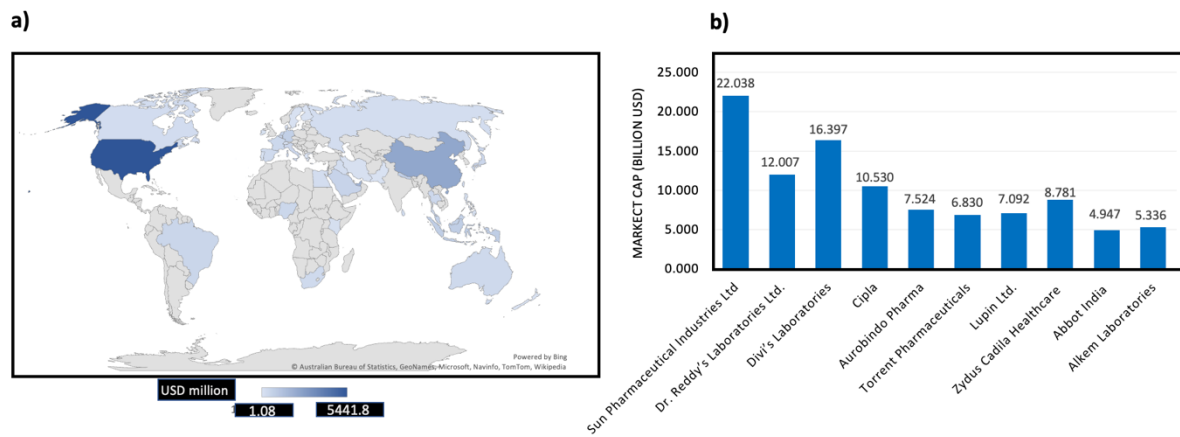 a)
Powered by Bing
© Australian Bureau of Statistics, GeoNames, Microsoft, Navinfo, TomTom, Wikipedia
USD million
1.08
5441.8
b)
MARKECT CAP (BILLION USD)
25.000
20.000
15.000
10.000
5.000
0.000
22.038
12.007
16.397
10.530
7.524
6.830
7.092
8.781
4.947
5.336
Sun Pharmaceutical Industries Ltd
Dr. Reddy's Laboratories Ltd.
Divi's Laboratories
Cipla
Aurobindo Pharma
Torrent Pharmaceuticals
Lupin Ltd.
Zydus Cadila Healthcare
Abbot India
Alkem Laboratories